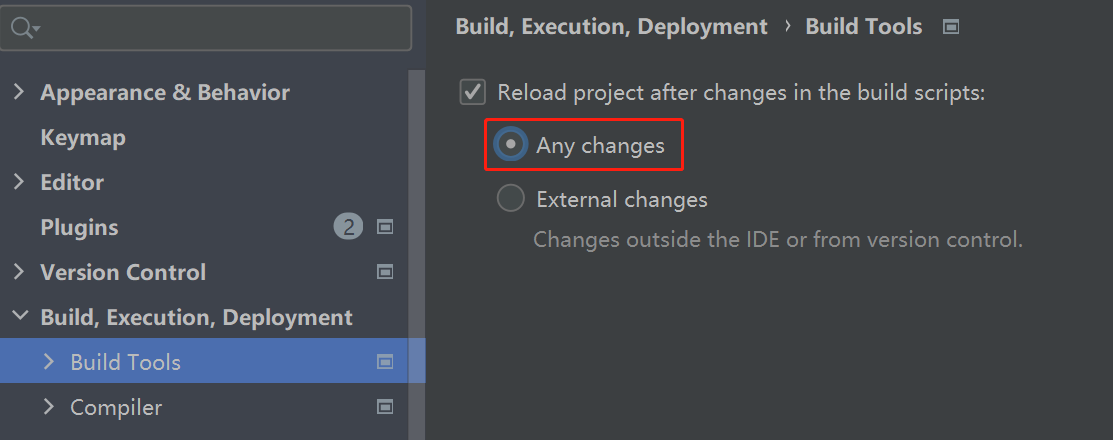 Appearance & Behavior
Keymap
Editor
Plugins 2
Version Control
Build, Execution, Deployment
Build Tools
Compiler
Build, Execution, Deployment › Build Tools
Reload project after changes in the build scripts:
Any changes
External changes
Changes outside the IDE or from version control.